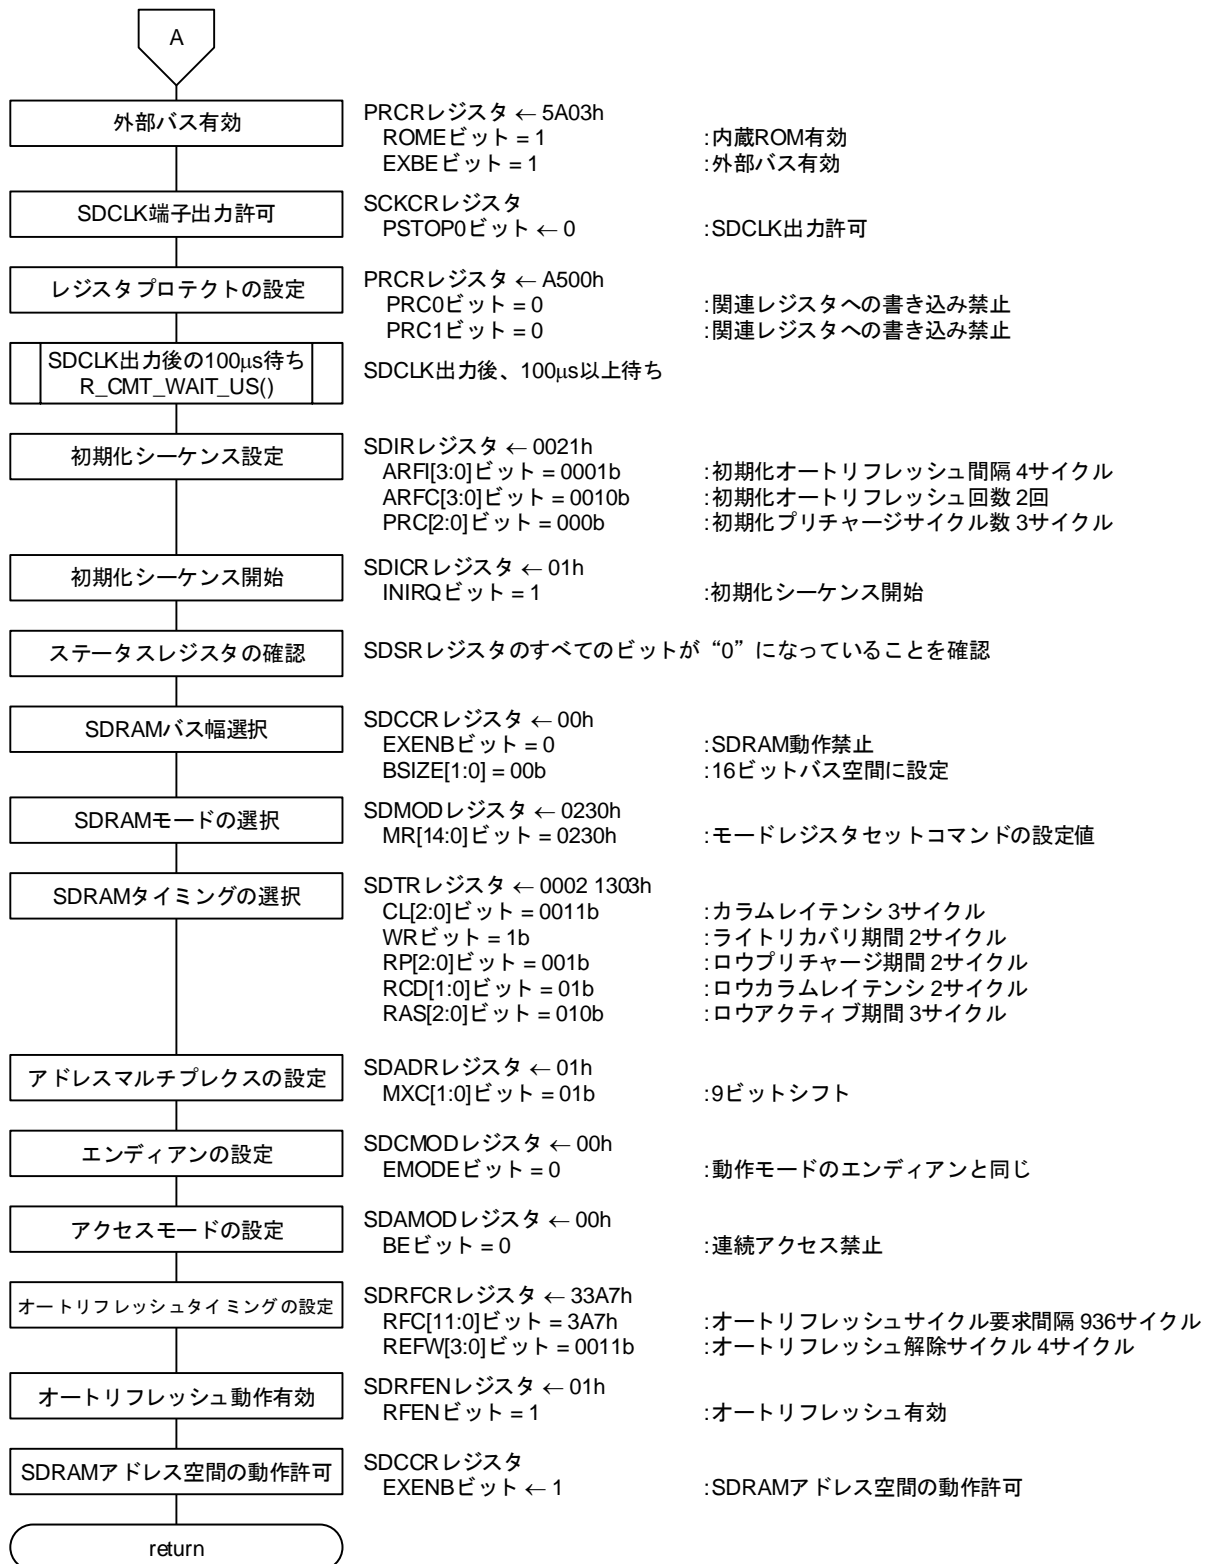 A
外部バス有効
PRCRレジスタ ← 5A03h
ROMEビット = 1 :内蔵ROM有効
EXBEビット = 1 :外部バス有効
SDCLK端子出力許可
SCKCRレジスタ
PSTOP0ビット ← 0 :SDCLK出力許可
レジスタプロテクトの設定
PRCRレジスタ ← A500h
PRC0ビット = 0 :関連レジスタへの書き込み禁止
PRC1ビット = 0 :関連レジスタへの書き込み禁止
SDCLK出力後の100μs待ち
R_CMT_WAIT_US()
SDCLK出力後、100μs以上待ち
初期化シーケンス設定
SDIRレジスタ ← 0021h
ARFI[3:0]ビット = 0001b :初期化オートリフレッシュ間隔 4サイクル
ARFC[3:0]ビット = 0010b :初期化オートリフレッシュ回数 2回
PRC[2:0]ビット = 000b :初期化プリチャージサイクル数 3サイクル
初期化シーケンス開始
SDICRレジスタ ← 01h
INIRQビット = 1 :初期化シーケンス開始
ステータスレジスタの確認
SDSRレジスタのすべてのビットが“0”になっていることを確認
SDRAMバス幅選択
SDCCRレジスタ ← 00h
EXENBビット = 0 :SDRAM動作禁止
BSIZE[1:0] = 00b :16ビットバス空間に設定
SDRAMモードの選択
SDMODレジスタ ← 0230h
MR[14:0]ビット = 0230h :モードレジスタセットコマンドの設定値
SDRAMタイミングの選択
SDTRレジスタ ← 0002 1303h
CL[2:0]ビット = 0011b :カラムレイテンシ 3サイクル
WRビット = 1b :ライトリカバリ期間 2サイクル
RP[2:0]ビット = 001b :ロウプリチャージ期間 2サイクル
RCD[1:0]ビット = 01b :ロウカラムレイテンシ 2サイクル
RAS[2:0]ビット = 010b :ロウアクティブ期間 3サイクル
アドレスマルチプレクスの設定
SDADRレジスタ ← 01h
MXC[1:0]ビット = 01b :9ビットシフト
エンディアンの設定
SDCMODレジスタ ← 00h
EMODEビット = 0 :動作モードのエンディアンと同じ
アクセスモードの設定
SDAMODレジスタ ← 00h
BEビット = 0 :連続アクセス禁止
オートリフレッシュタイミングの設定
SDRFCRレジスタ ← 33A7h
RFC[11:0]ビット = 3A7h :オートリフレッシュサイクル要求間隔 936サイクル
REFW[3:0]ビット = 0011b :オートリフレッシュ解除サイクル 4サイクル
オートリフレッシュ動作有効
SDRFENレジスタ ← 01h
RFENビット = 1 :オートリフレッシュ有効
SDRAMアドレス空間の動作許可
SDCCRレジスタ
EXENBビット ← 1 :SDRAMアドレス空間の動作許可
return